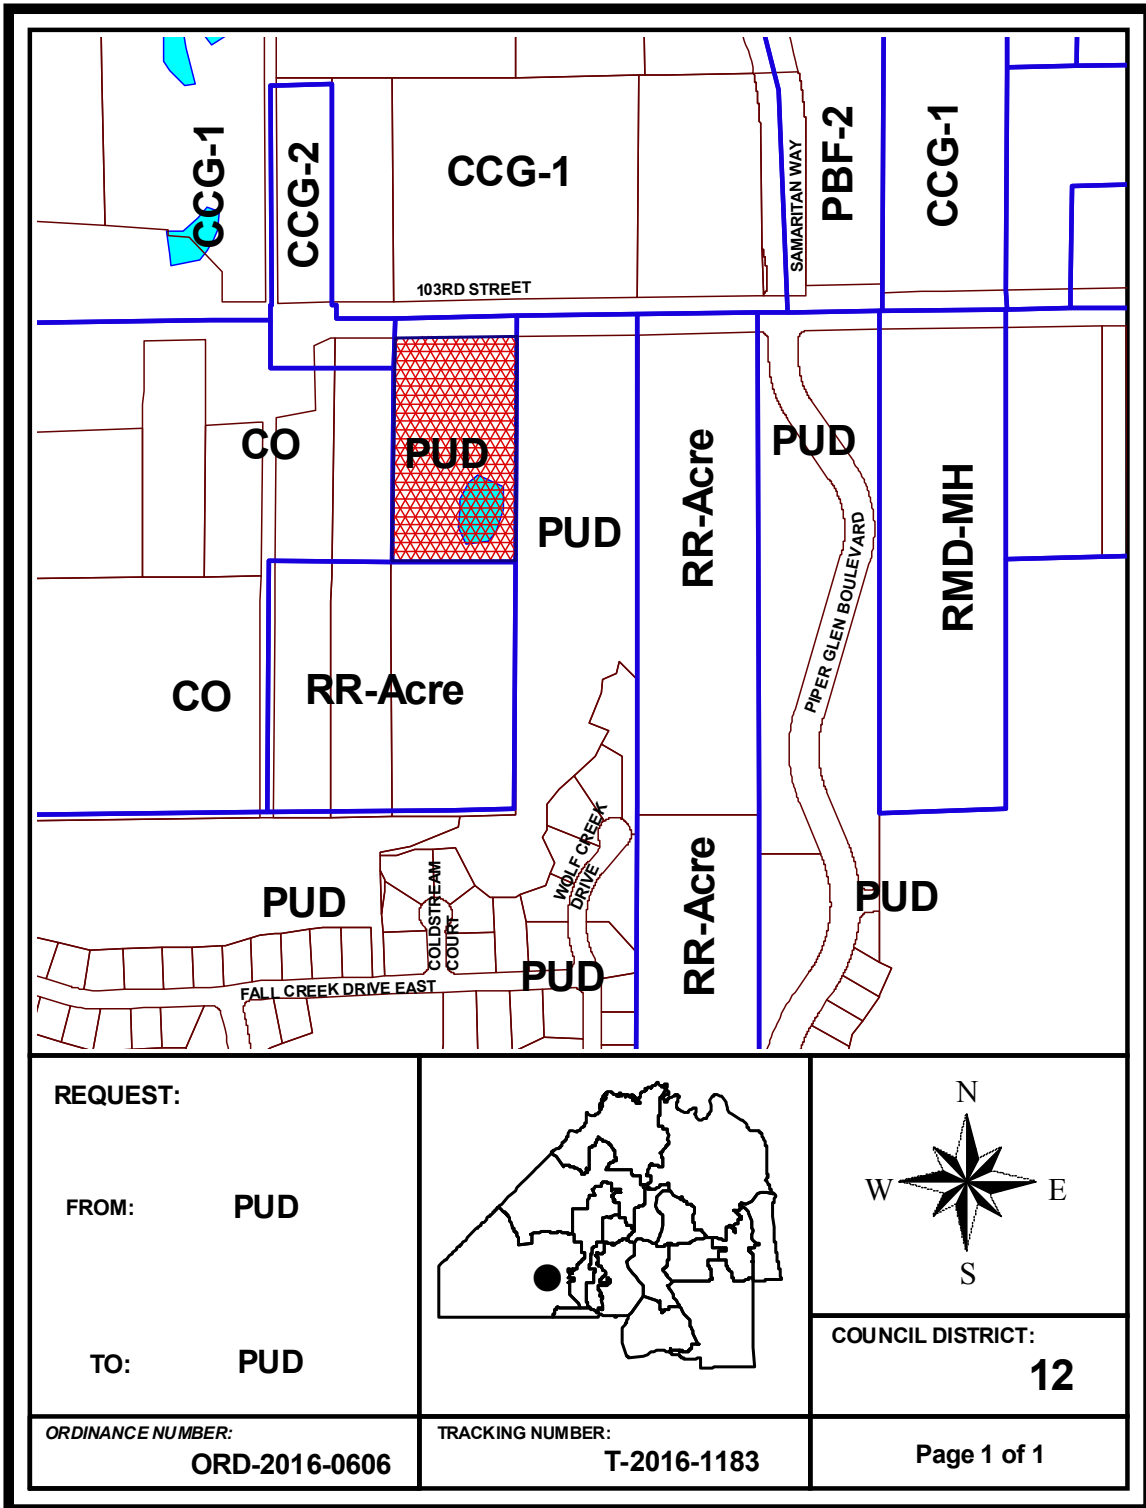 CCG-1
CCG-2
CCG-1
SAMARITAN WAY
PBF-2
CCG-1
103RD STREET
CO
PUD
PUD
RR-Acre
PUD
PIPER GLEN BOULEVARD
RMD-MH
CO
RR-Acre
PUD
COLDSTREAM
COURT
WOLF CREEK
DRIVE
PUD
RR-Acre
PUD
FALL CREEK DRIVE EAST
REQUEST:
FROM: PUD
TO: PUD
N
W
E
S
COUNCIL DISTRICT:
12
ORDINANCE NUMBER:
ORD-2016-0606
TRACKING NUMBER:
T-2016-1183
Page 1 of 1